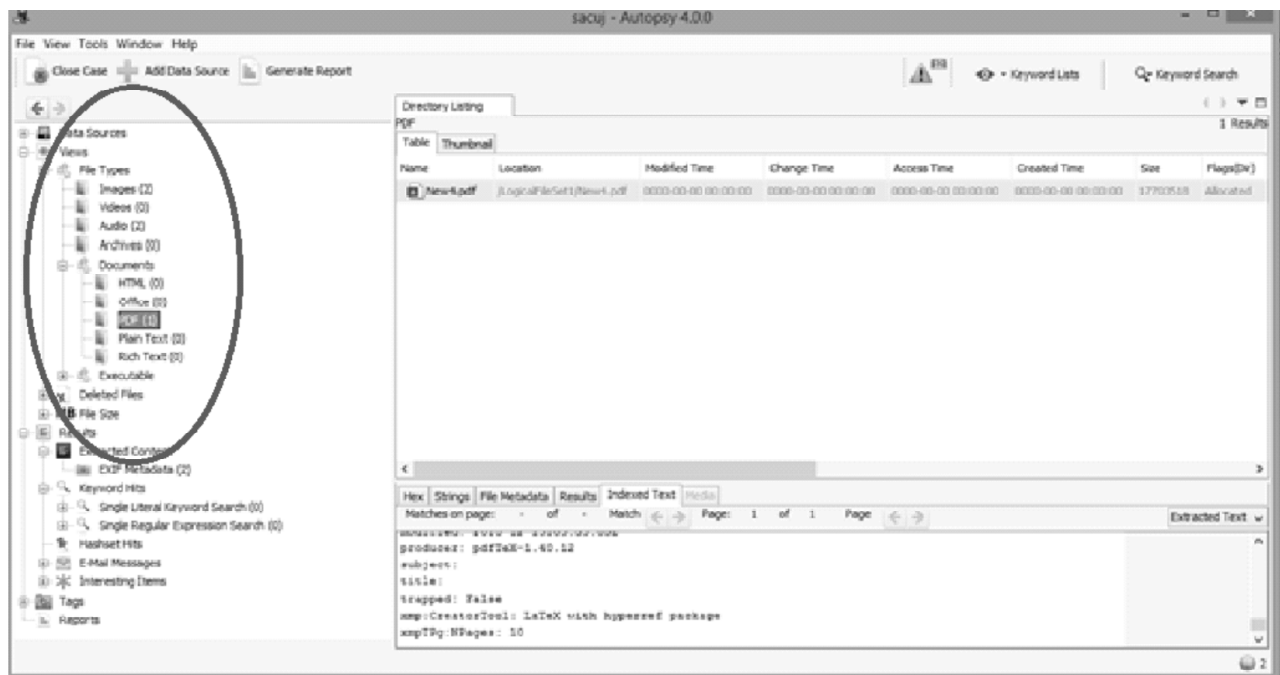 sacuj - Autopsy 4.0.0
File View Tools Window Help
Close Case Add Data Source Generate Report
Keyword Lists Keyword Search
Data Sources
Views
File Types
Images (2)
Videos (0)
Audio (2)
Archives (0)
Documents
HTML (0)
Office (0)
PDF (1)
Plain Text (0)
Rich Text (0)
Executable
Deleted Files
File Size
Results
Extracted Content
EXIF Metadata (2)
Keyword Hits
Single Literal Keyword Search (0)
Single Regular Expression Search (0)
Hashset Hits
E-Mail Messages
Interesting Items
Tags
Reports
Directory Listing
PDF
1 Results
Table Thumbnail
Name Location Modified Time Change Time Access Time Created Time Size Flags(Dir)
New4.pdf /LogicalFileSet1/New4.pdf 0000-00-00 00:00:00 0000-00-00 00:00:00 0000-00-00 00:00:00 0000-00-00 00:00:00 Allocated
Hex Strings File Metadata Results Indexed Text Media
Matches on page: - of - Match Page: 1 of 1 Page Extracted Text
producer: pdfTeX-1.40.12
subject:
title:
trapped: False
xmp:CreatorTool: LaTeX with hyperref package
xmpTPg:NPages: 10
2